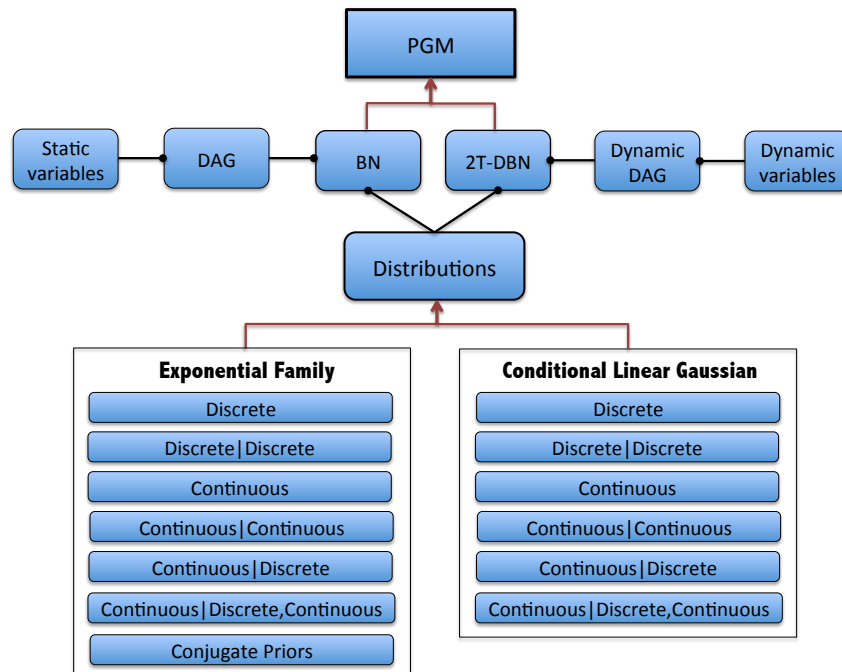 PGM
Static
variables
DAG
BN
2T-DBN
Dynamic
DAG
Dynamic
variables
Distributions
Exponential Family
Discrete
Discrete|Discrete
Continuous
Continuous|Continuous
Continuous|Discrete
Continuous|Discrete,Continuous
Conjugate Priors
Conditional Linear Gaussian
Discrete
Discrete|Discrete
Continuous
Continuous|Continuous
Continuous|Discrete
Continuous|Discrete,Continuous